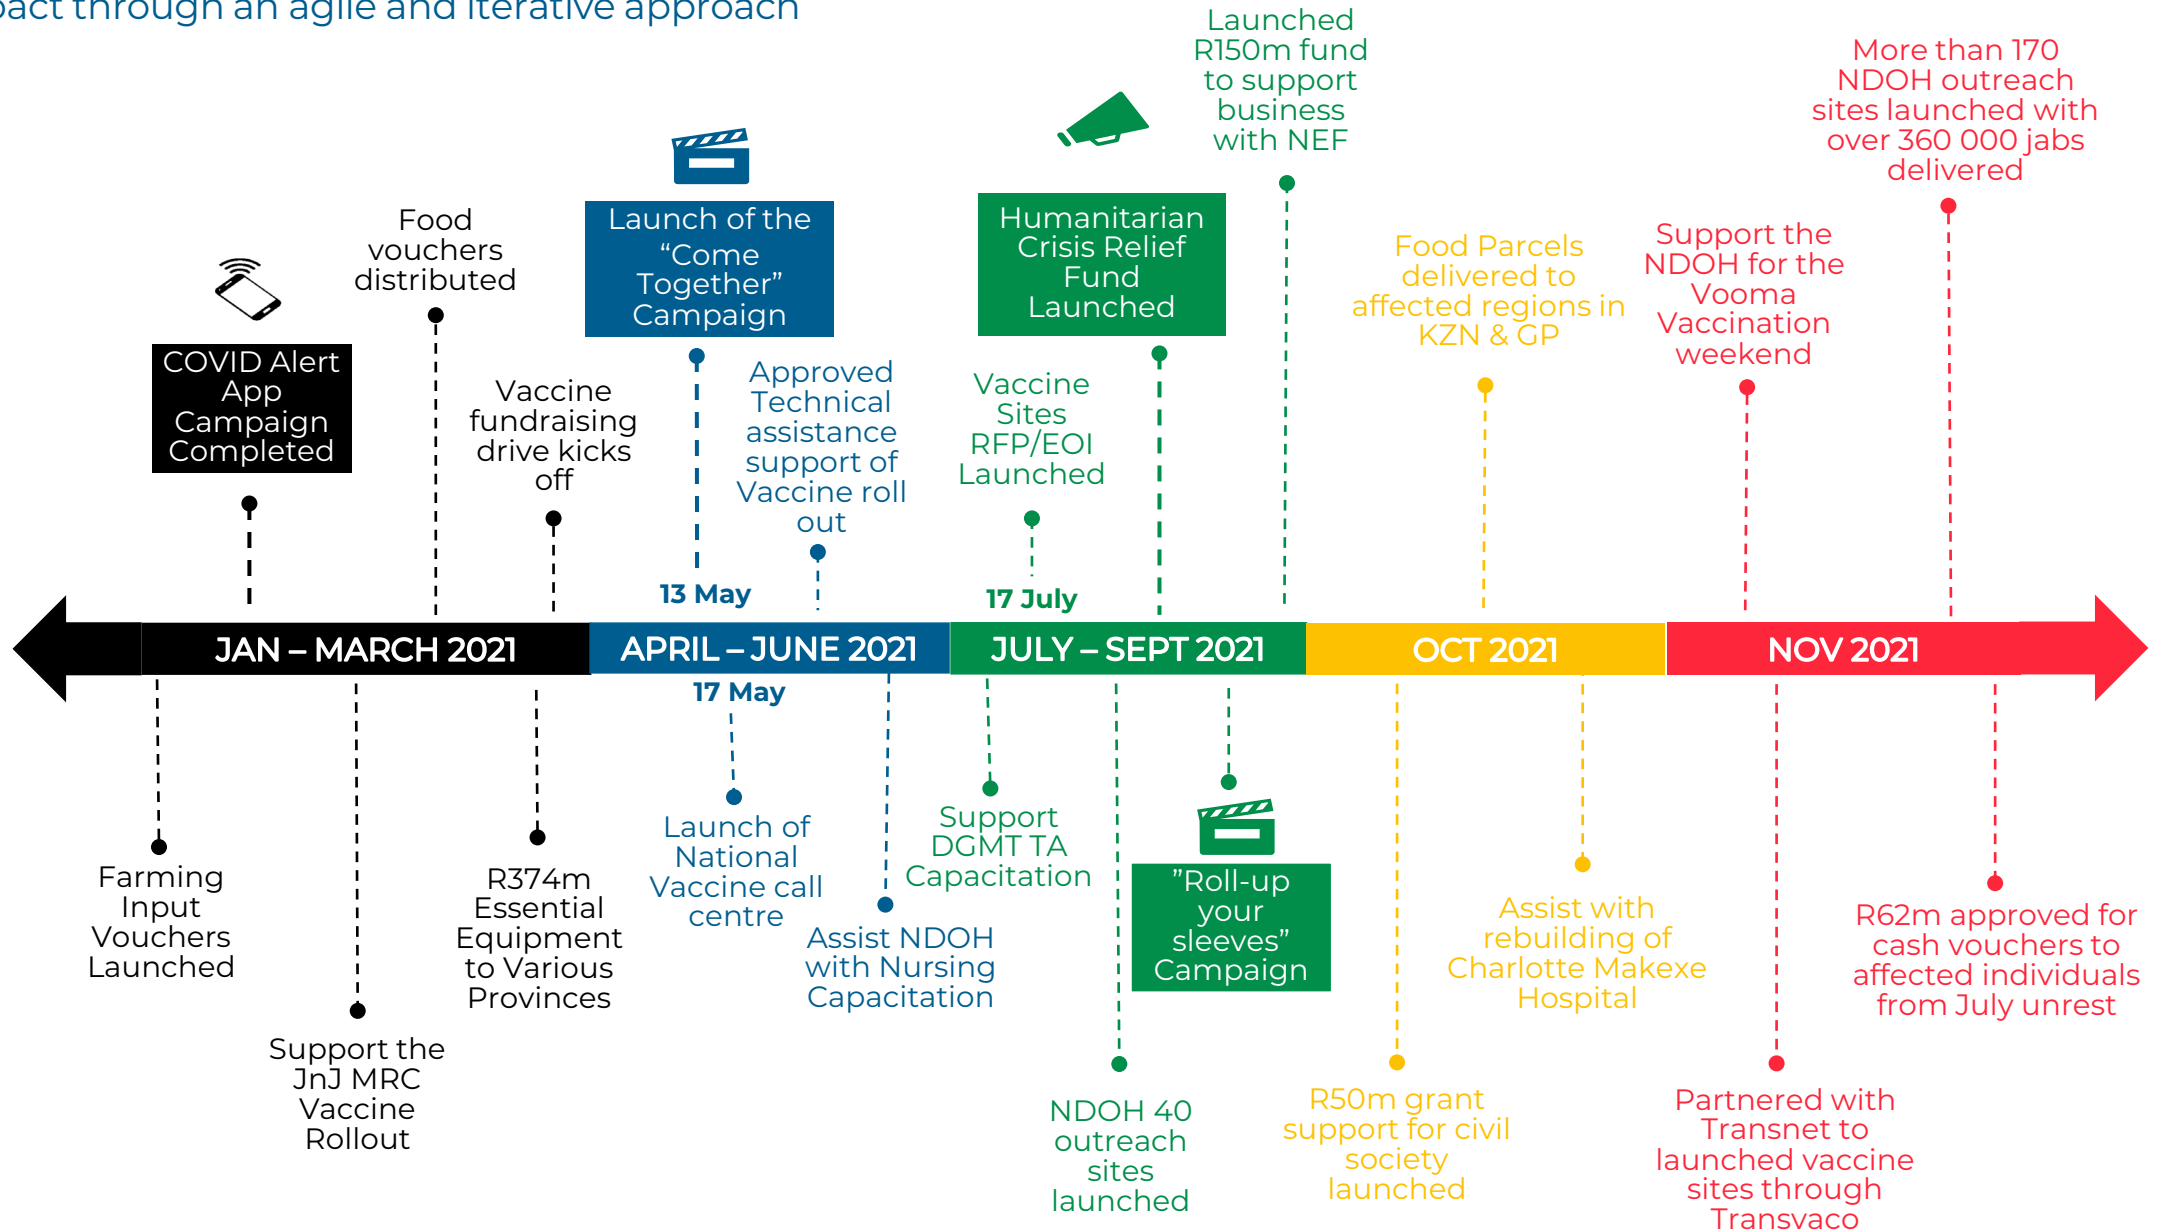 pact through an agile and iterative approach
COVID Alert
App
Campaign
Completed
Food
vouchers
distributed
Vaccine
fundraising
drive kicks
off
Launch of the
“Come
Together”
Campaign
13 May
Approved
Technical
assistance
support of
Vaccine roll
out
Vaccine
Sites
RFP/EOI
Launched
17 July
Humanitarian
Crisis Relief
Fund
Launched
Launched
R150m fund
to support
business
with NEF
Food Parcels
delivered to
affected regions in
KZN & GP
Support the
NDOH for the
Vooma
Vaccination
weekend
More than 170
NDOH outreach
sites launched with
over 360 000 jabs
delivered
JAN – MARCH 2021
APRIL – JUNE 2021
JULY – SEPT 2021
OCT 2021
NOV 2021
Farming
Input
Vouchers
Launched
Support the
JnJ MRC
Vaccine
Rollout
R374m
Essential
Equipment
to Various
Provinces
17 May
Launch of
National
Vaccine call
centre
Assist NDOH
with Nursing
Capacitation
Support
DGMT TA
Capacitation
NDOH 40
outreach
sites
launched
”Roll-up
your
sleeves”
Campaign
R50m grant
support for civil
society
launched
Assist with
rebuilding of
Charlotte Makexe
Hospital
Partnered with
Transnet to
launched vaccine
sites through
Transvaco
R62m approved for
cash vouchers to
affected individuals
from July unrest